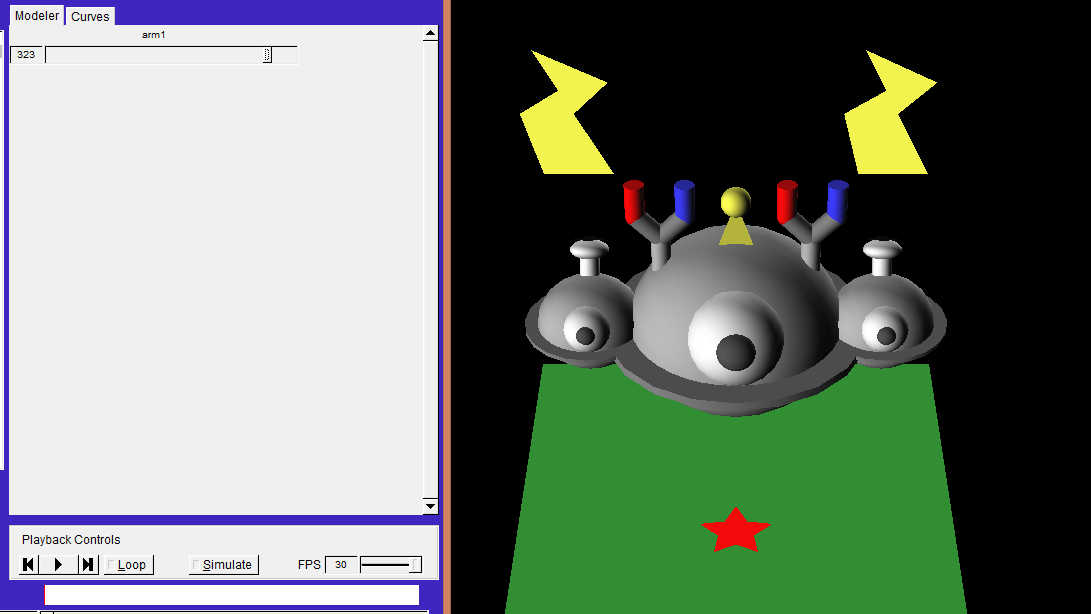 Modeler Curves
arm1
323
Playback Controls
Loop Simulate FPS 30